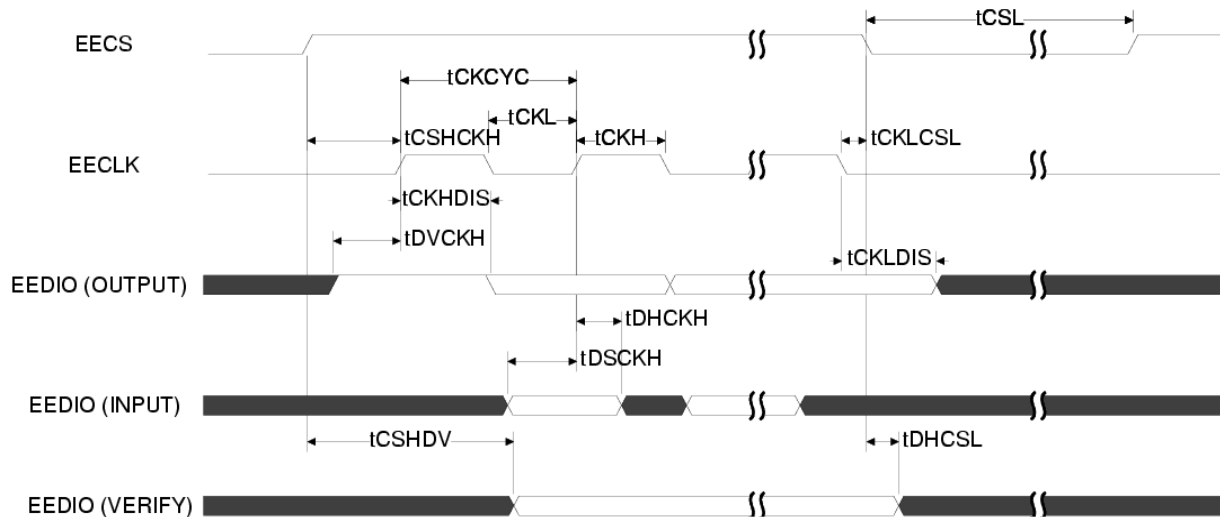 tCSL
EECS
tCKCYC
tCKL
tCSHCKH
tCKH
tCKLCSL
EECLK
tCKHDIS
tDVCKH
tCKLDIS
EEDIO (OUTPUT)
tDHCKH
tDSCKH
EEDIO (INPUT)
tCSHDV
tDHCSL
EEDIO (VERIFY)